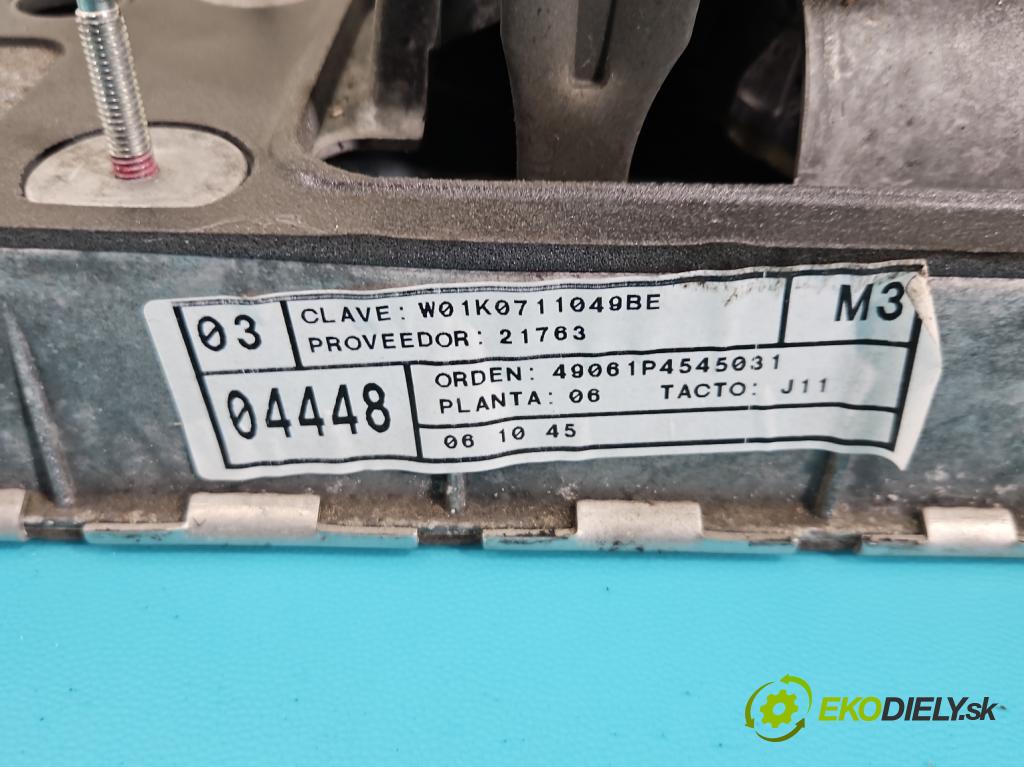 03
CLAVE: W01K0711049BE
PROVEEDOR: 21763
M3
04448
ORDEN: 49061P4545031
PLANTA: 06 TACTO: J11
06 10 45
EKODIELY.sk